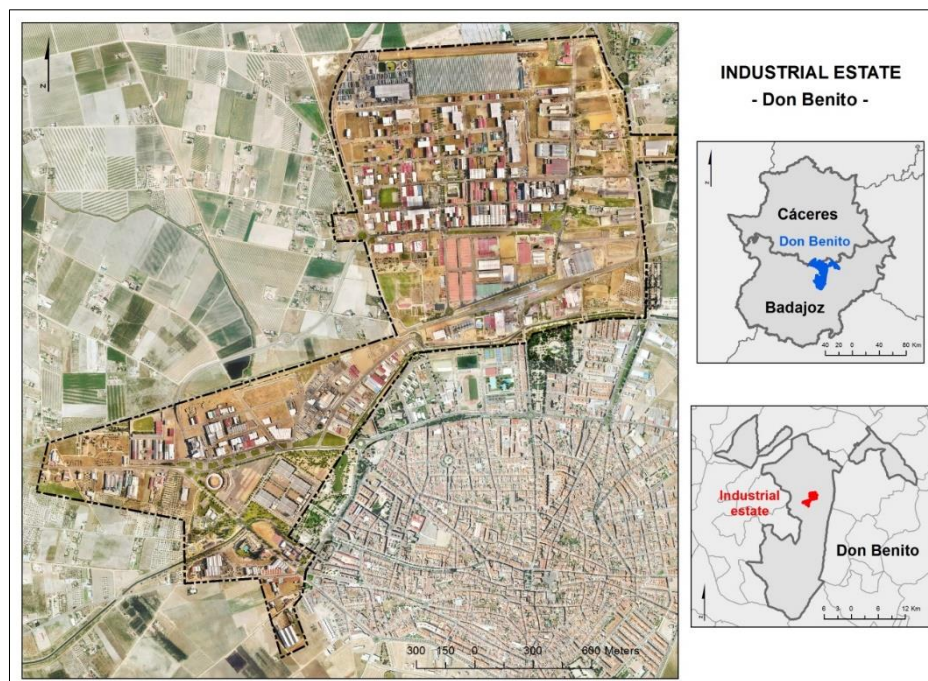 INDUSTRIAL ESTATE
- Don Benito -
Cáceres
Don Benito
Badajoz
40 20 0 40 80 Km
Industrial
estate
Don Benito
6 3 0 6 12 Km
300 150 0 300 600 Meters